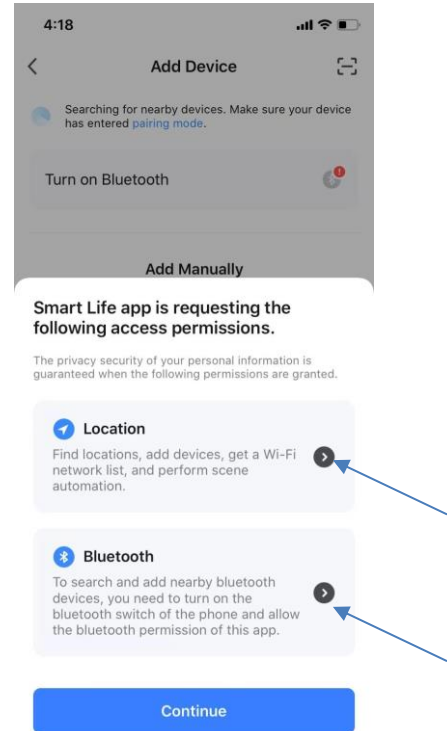 4:18
Add Device
Searching for nearby devices. Make sure your device
has entered pairing mode.
Turn on Bluetooth
Add Manually
Smart Life app is requesting the
following access permissions.
The privacy security of your personal information is
guaranteed when the following permissions are granted.
Location
Find locations, add devices, get a Wi-Fi
network list, and perform scene
automation.
Bluetooth
To search and add nearby bluetooth
devices, you need to turn on the
bluetooth switch of the phone and allow
the bluetooth permission of this app.
Continue